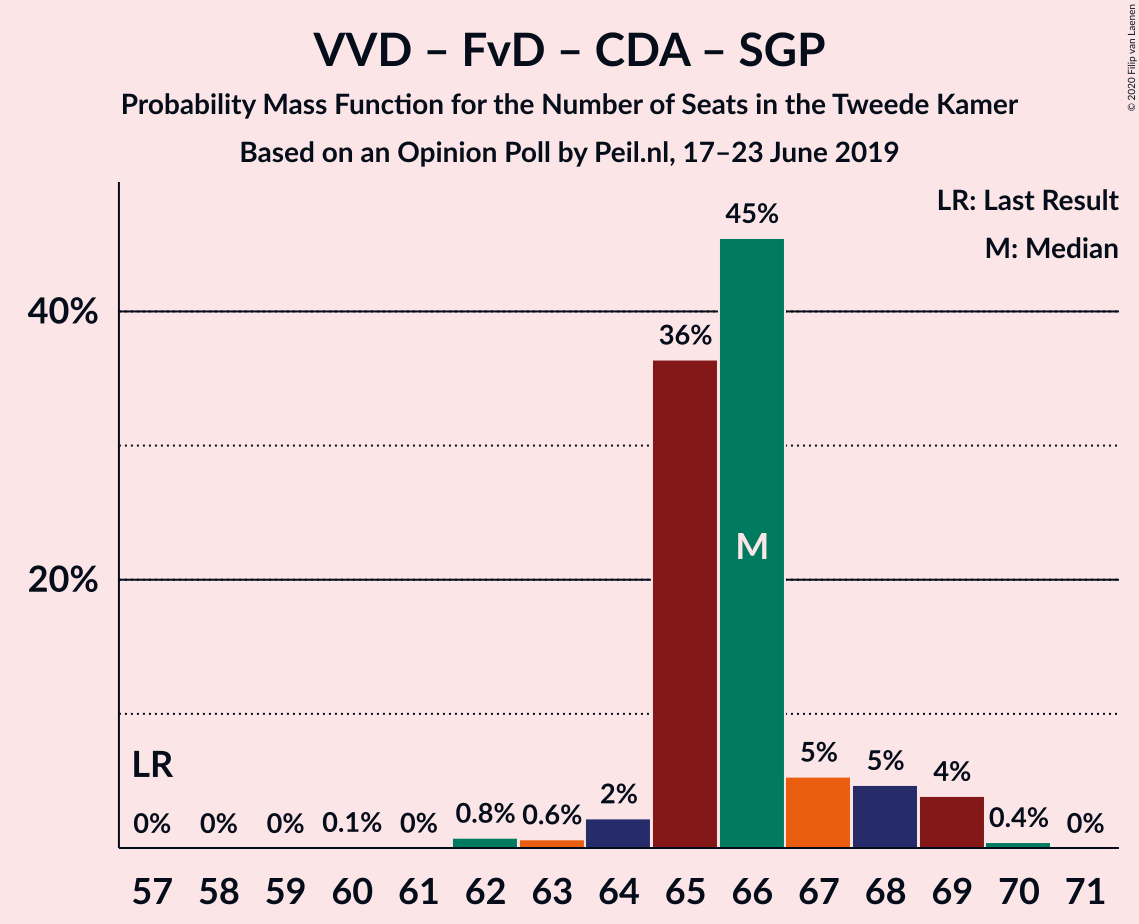 VVD – FvD – CDA – SGP
Probability Mass Function for the Number of Seats in the Tweede Kamer
Based on an Opinion Poll by Peil.nl, 17–23 June 2019
© 2020 Filip van Laenen
LR: Last Result
M: Median
45%
40%
36%
M
20%
LR
0% 0% 0% 0.1% 0% 0.8% 0.6% 2% 5% 5% 4% 0.4% 0%
57 58 59 60 61 62 63 64 65 66 67 68 69 70 71